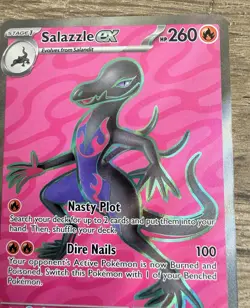 STAGE 1
Salazzle ex
HP 260
Evolves from Salandit
Nasty Plot
Search your deck for up to 2 cards and put them into your
hand. Then, shuffle your deck.
Dire Nails 100
Your opponent's Active Pokémon is now Burned and
Poisoned. Switch this Pokémon with 1 of your Benched
Pokémon.